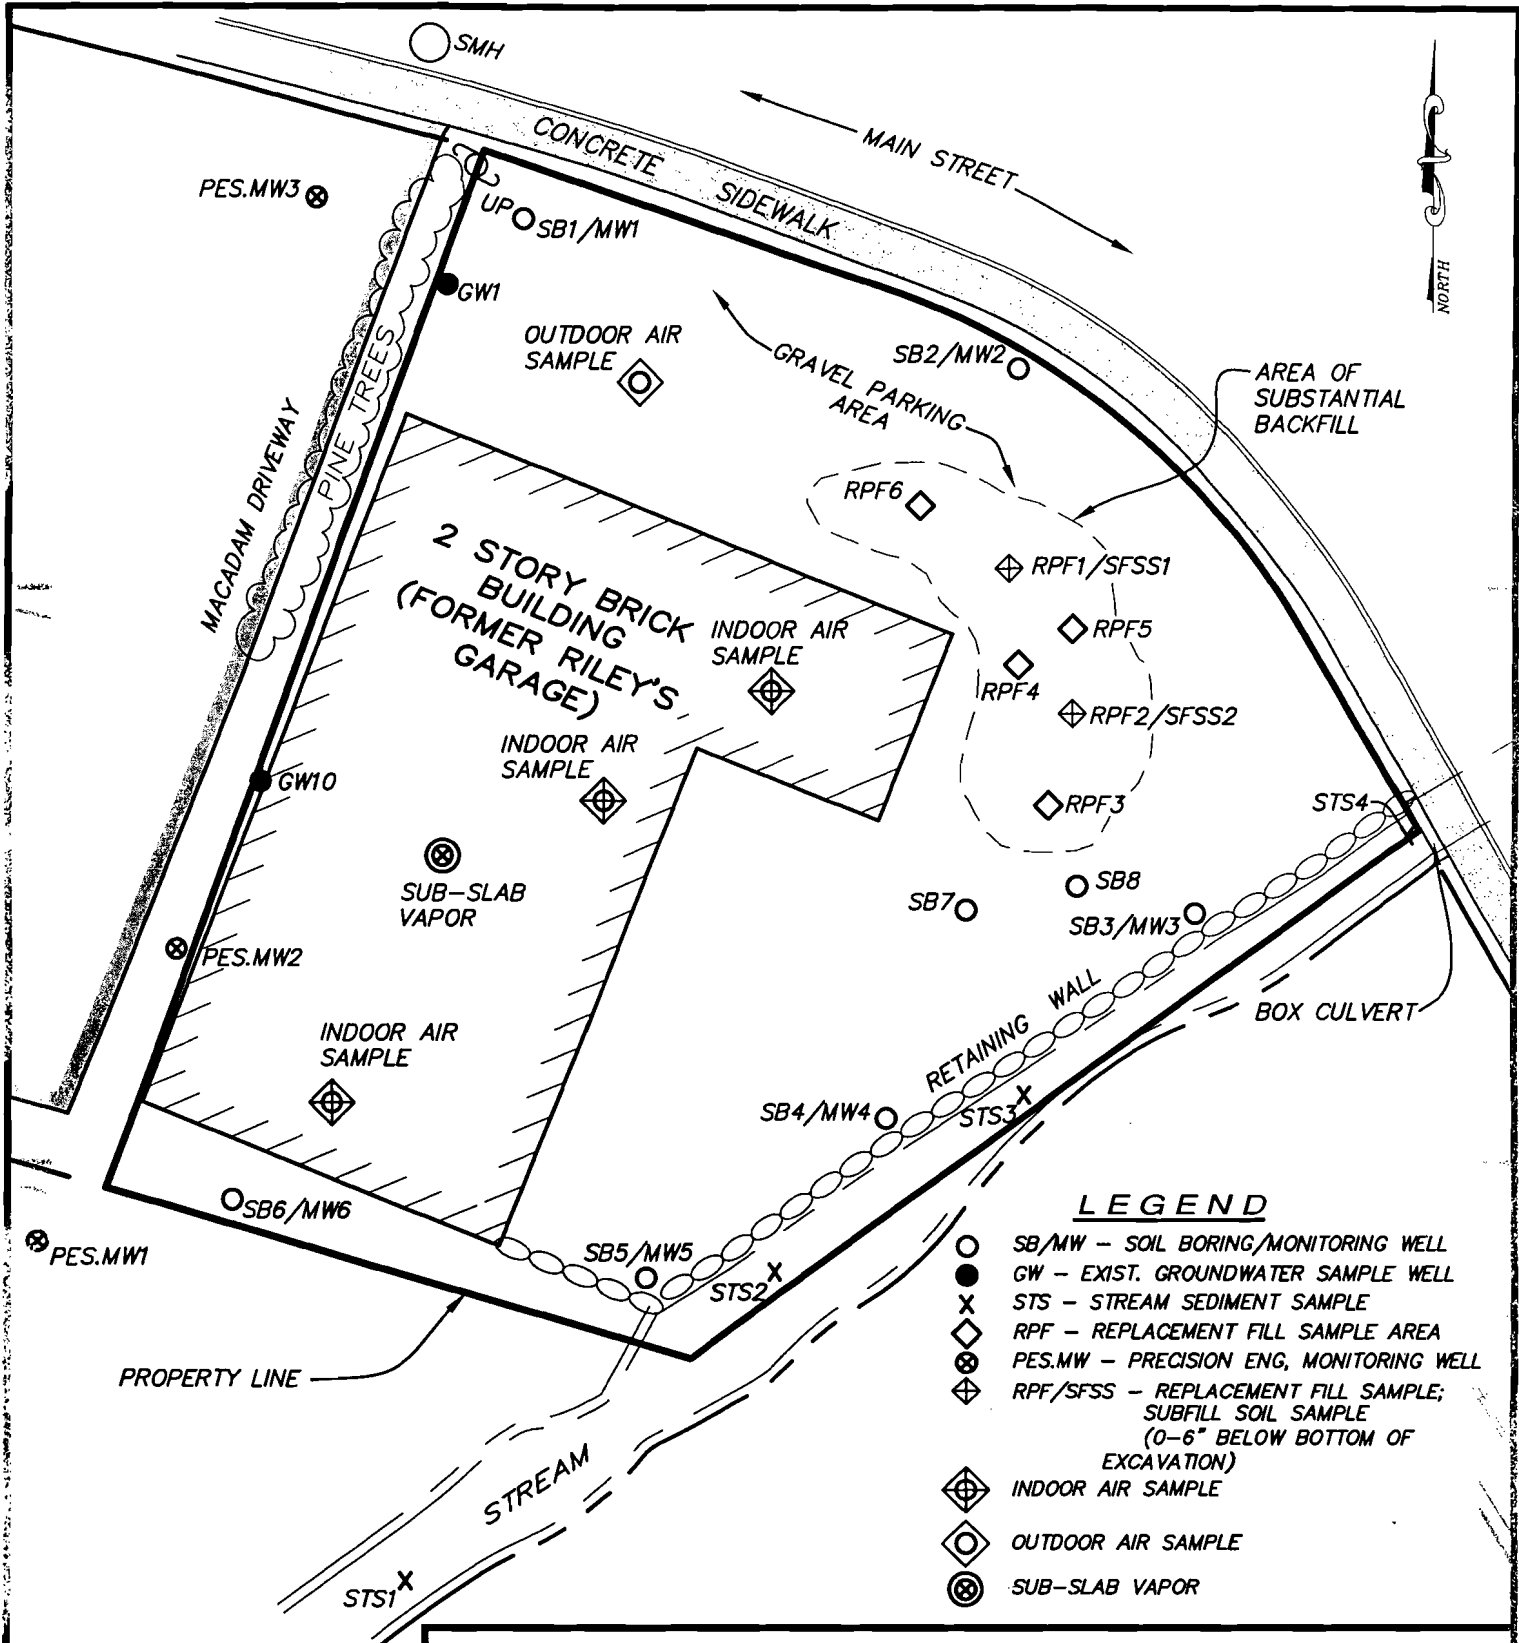 SMH
CONCRETE SIDEWALK
MAIN STREET
NORTH
PES.MW3
UP
SB1/MW1
GW1
OUTDOOR AIR
SAMPLE
GRAVEL PARKING
AREA
SB2/MW2
AREA OF
SUBSTANTIAL
BACKFILL
PINE TREES
MACADAM DRIVEWAY
RPF6
2 STORY BRICK
BUILDING
(FORMER RILEY'S
GARAGE)
RPF1/SFSS1
INDOOR AIR
SAMPLE
RPF5
RPF4
RPF2/SFSS2
INDOOR AIR
SAMPLE
GW10
RPF3
STS4
SUB-SLAB
VAPOR
SB7
SB8
SB3/MW3
PES.MW2
RETAINING WALL
BOX CULVERT
INDOOR AIR
SAMPLE
SB4/MW4
STS3
SB6/MW6
PES.MW1
SB5/MW5
STS2
PROPERTY LINE
STREAM
STS1
LEGEND
SB/MW - SOIL BORING/MONITORING WELL
GW - EXIST. GROUNDWATER SAMPLE WELL
STS - STREAM SEDIMENT SAMPLE
RPF - REPLACEMENT FILL SAMPLE AREA
PES.MW - PRECISION ENG, MONITORING WELL
RPF/SFSS - REPLACEMENT FILL SAMPLE;
SUBFILL SOIL SAMPLE
(0-6" BELOW BOTTOM OF
EXCAVATION)
INDOOR AIR SAMPLE
OUTDOOR AIR SAMPLE
SUB-SLAB VAPOR